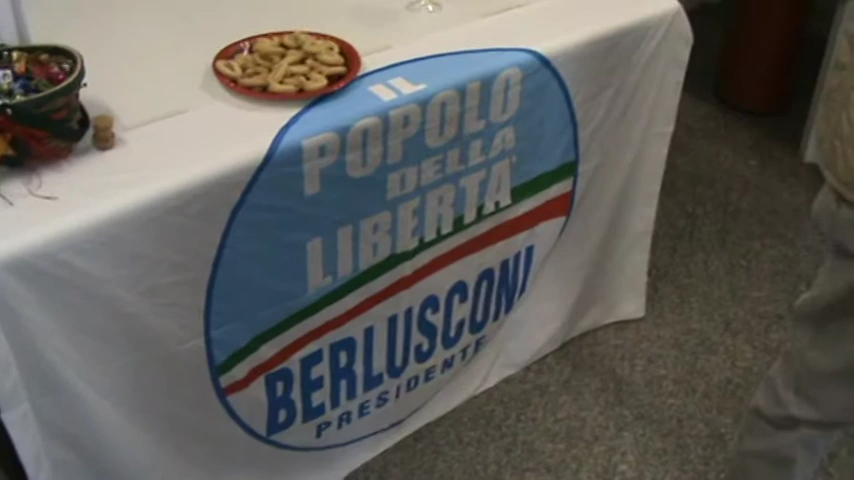 IL
POPOLO
DELLA
LIBERTA'
BERLUSCONI
PRESIDENTE